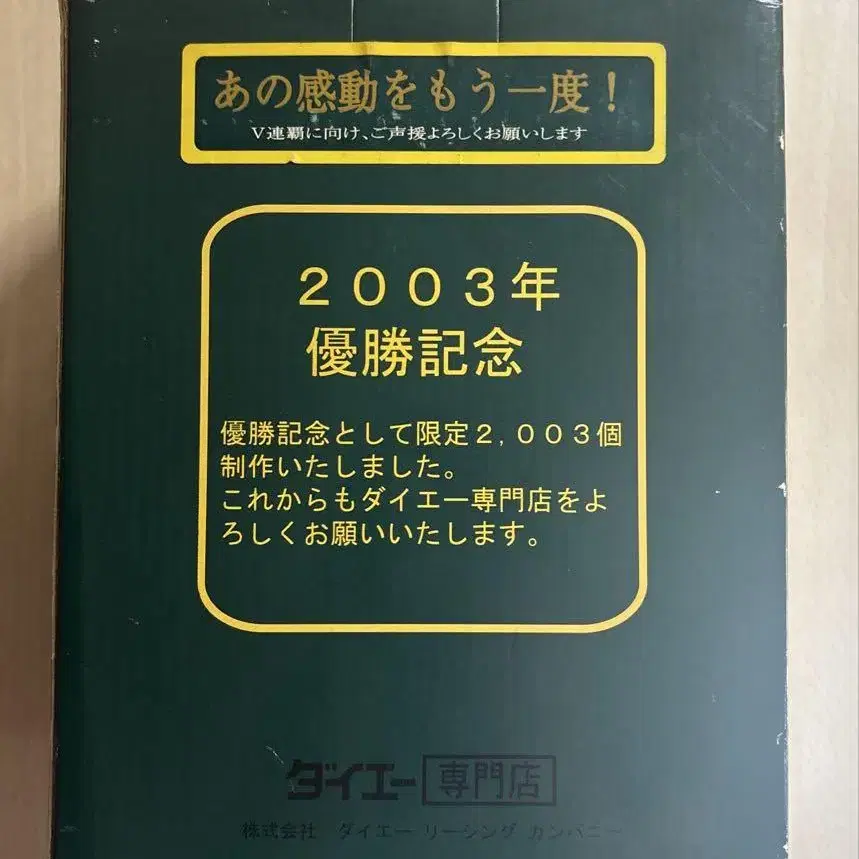 あの感動をもう一度！
V連覇に向け、ご声援よろしくお願いします
２００３年
優勝記念
優勝記念として限定２，００３個
制作いたしました。
これからもダイエー専門店をよ
ろしくお願いいたします。
ダイエー専門店
株式会社　ダイエー リーシング カンパニー